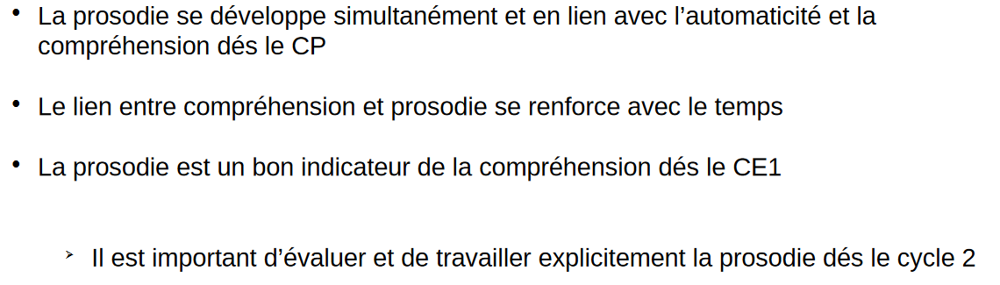 • La prosodie se développe simultanément et en lien avec l’automaticité et la
compréhension dés le CP
• Le lien entre compréhension et prosodie se renforce avec le temps
• La prosodie est un bon indicateur de la compréhension dés le CE1
➢ Il est important d’évaluer et de travailler explicitement la prosodie dés le cycle 2